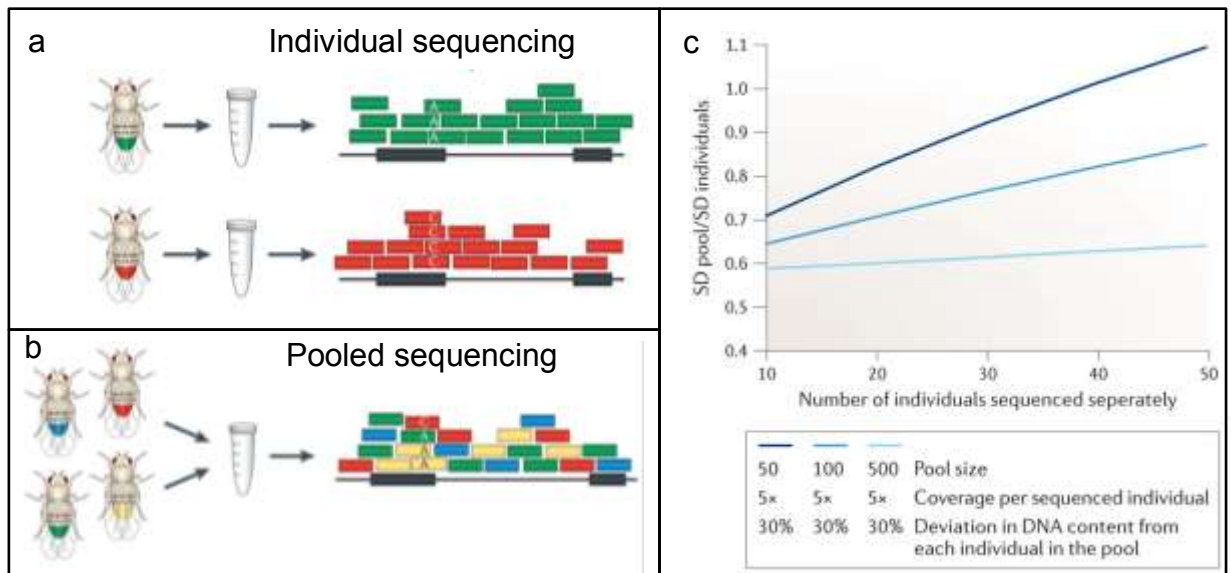 a
Individual sequencing
A
A
A
C
C
C
C
b
Pooled sequencing
C
A
A
A
c
1.1
1.0
0.9
0.8
0.7
0.6
0.5
0.4
SD pool/SD individuals
10 20 30 40 50
Number of individuals sequenced seperately
50 100 500 Pool size
5× 5× 5× Coverage per sequenced individual
30% 30% 30% Deviation in DNA content from
each individual in the pool